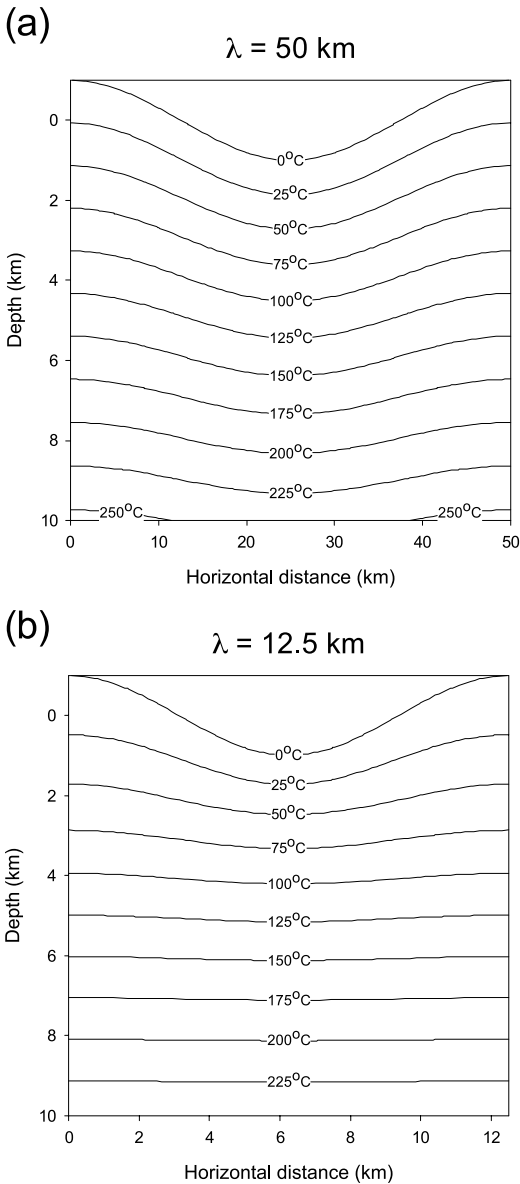 (a)
λ = 50 km
0
2
4
6
8
10
Depth (km)
0°C
25°C
50°C
75°C
100°C
125°C
150°C
175°C
200°C
225°C
250°C
250°C
0
10
20
30
40
50
Horizontal distance (km)
(b)
λ = 12.5 km
0
2
4
6
8
10
Depth (km)
0°C
25°C
50°C
75°C
100°C
125°C
150°C
175°C
200°C
225°C
0
2
4
6
8
10
12
Horizontal distance (km)